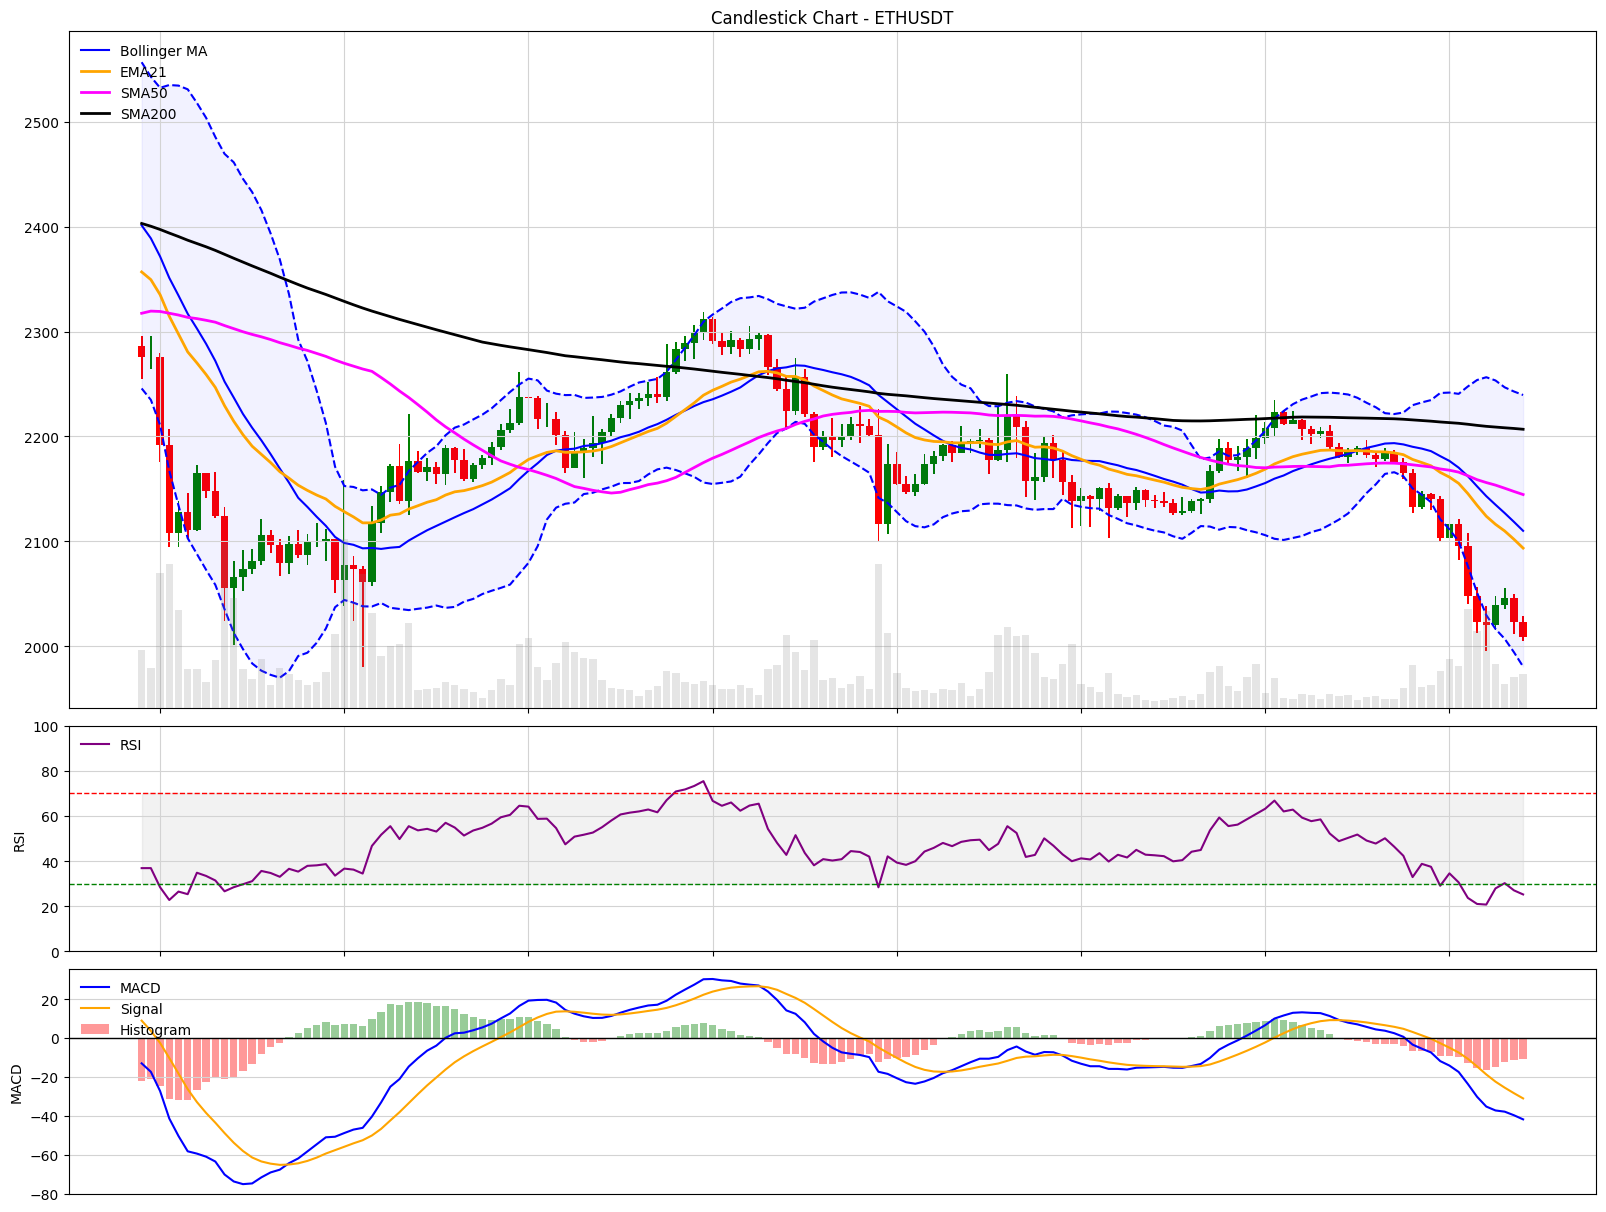 Candlestick Chart - ETHUSDT
Bollinger MA
EMA21
SMA50
SMA200
2500
2400
2300
2200
2100
2000
100
80
60
40
20
0
RSI
RSI
20
0
−20
−40
−60
−80
MACD
MACD
Signal
Histogram